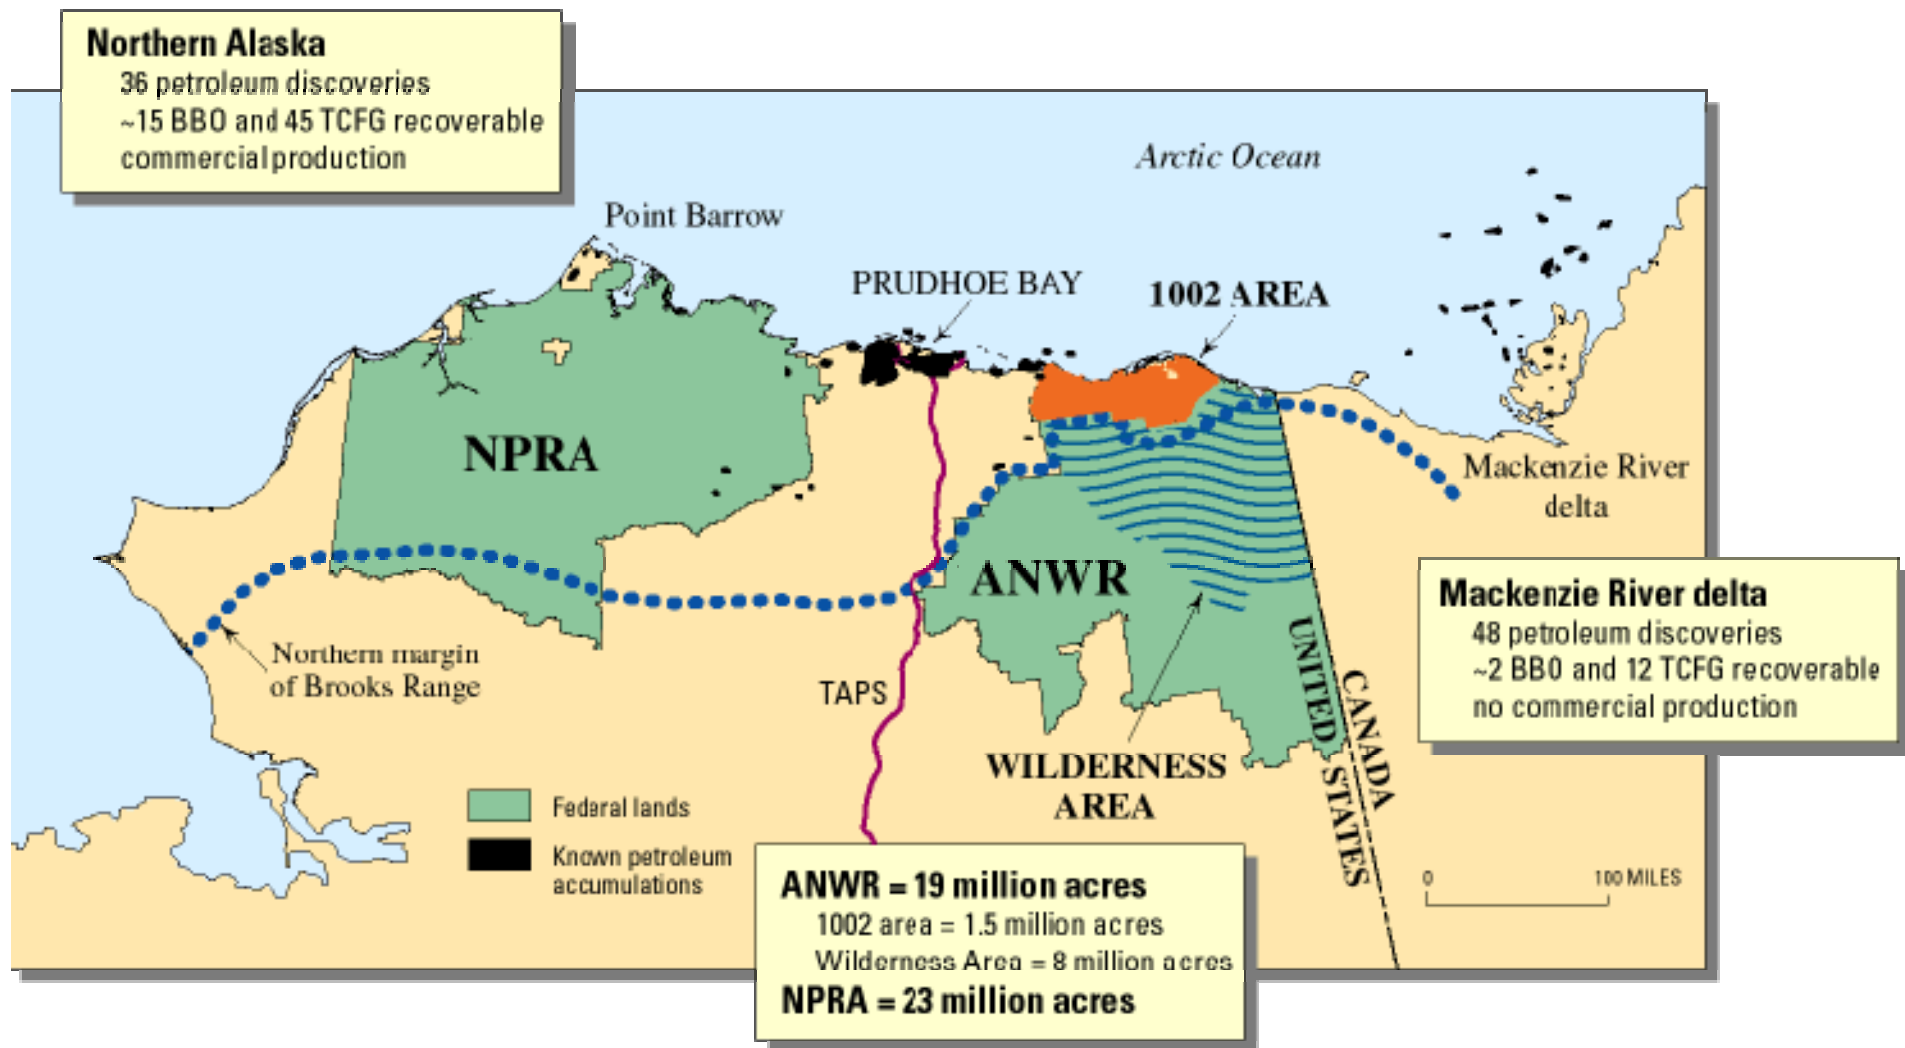 Northern Alaska
36 petroleum discoveries
~15 BBO and 45 TCFG recoverable
commercial production
Arctic Ocean
Point Barrow
PRUDHOE BAY
1002 AREA
NPRA
Mackenzie River
delta
ANWR
Mackenzie River delta
48 petroleum discoveries
~2 BBO and 12 TCFG recoverable
no commercial production
Northern margin
of Brooks Range
TAPS
UNITED STATES
CANADA
WILDERNESS
AREA
Federal lands
Known petroleum
accumulations
0 100 MILES
ANWR = 19 million acres
1002 area = 1.5 million acres
Wilderness Area = 8 million acres
NPRA = 23 million acres